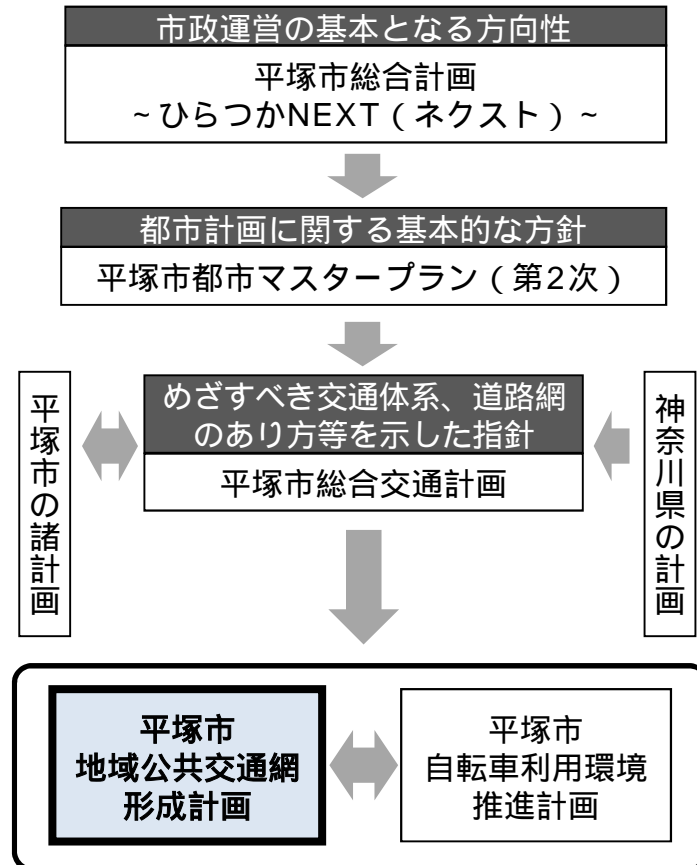 市政運営の基本となる方向性
平塚市総合計画
~ひらつかNEXT(ネクスト)~
都市計画に関する基本的な方針
平塚市都市マスタープラン(第2次)
めざすべき交通体系、道路網
のあり方等を示した指針
平塚市総合交通計画
平塚市の諸計画
神奈川県の計画
平塚市
地域公共交通網
形成計画
平塚市
自転車利用環境
推進計画